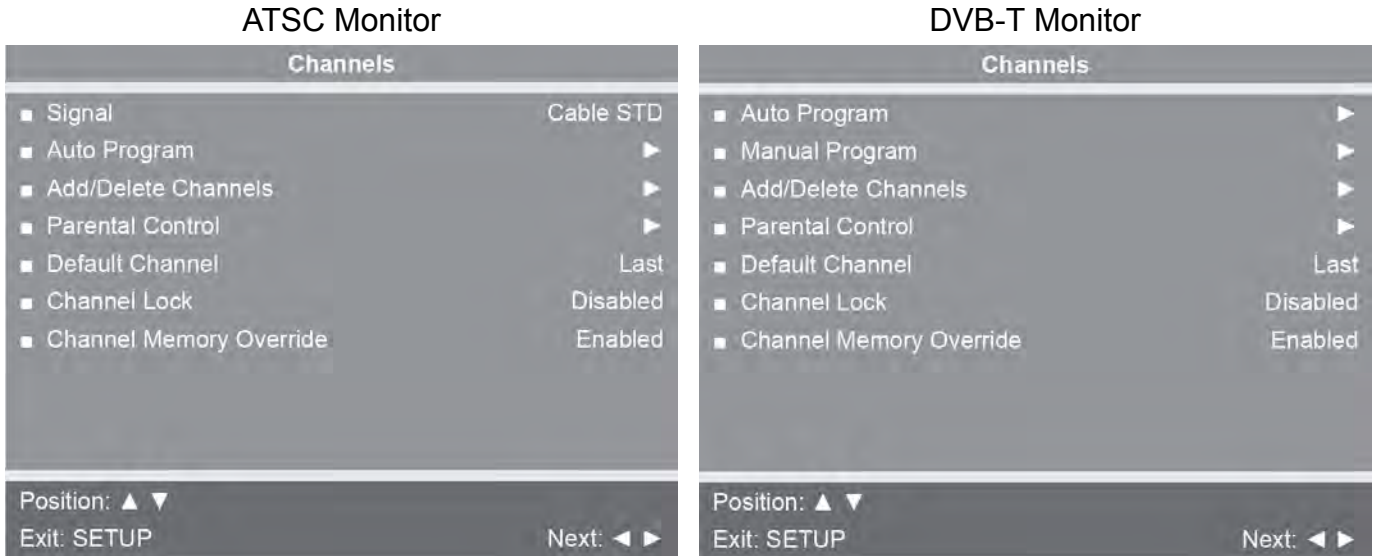 ATSC Monitor
Channels
■ Signal Cable STD
■ Auto Program ►
■ Add/Delete Channels ►
■ Parental Control ►
■ Default Channel Last
■ Channel Lock Disabled
■ Channel Memory Override Enabled
Position: ▲ ▼
Exit: SETUP Next: ◄ ►
DVB-T Monitor
Channels
■ Auto Program ►
■ Manual Program ►
■ Add/Delete Channels ►
■ Parental Control ►
■ Default Channel Last
■ Channel Lock Disabled
■ Channel Memory Override Enabled
Position: ▲ ▼
Exit: SETUP Next: ◄ ►